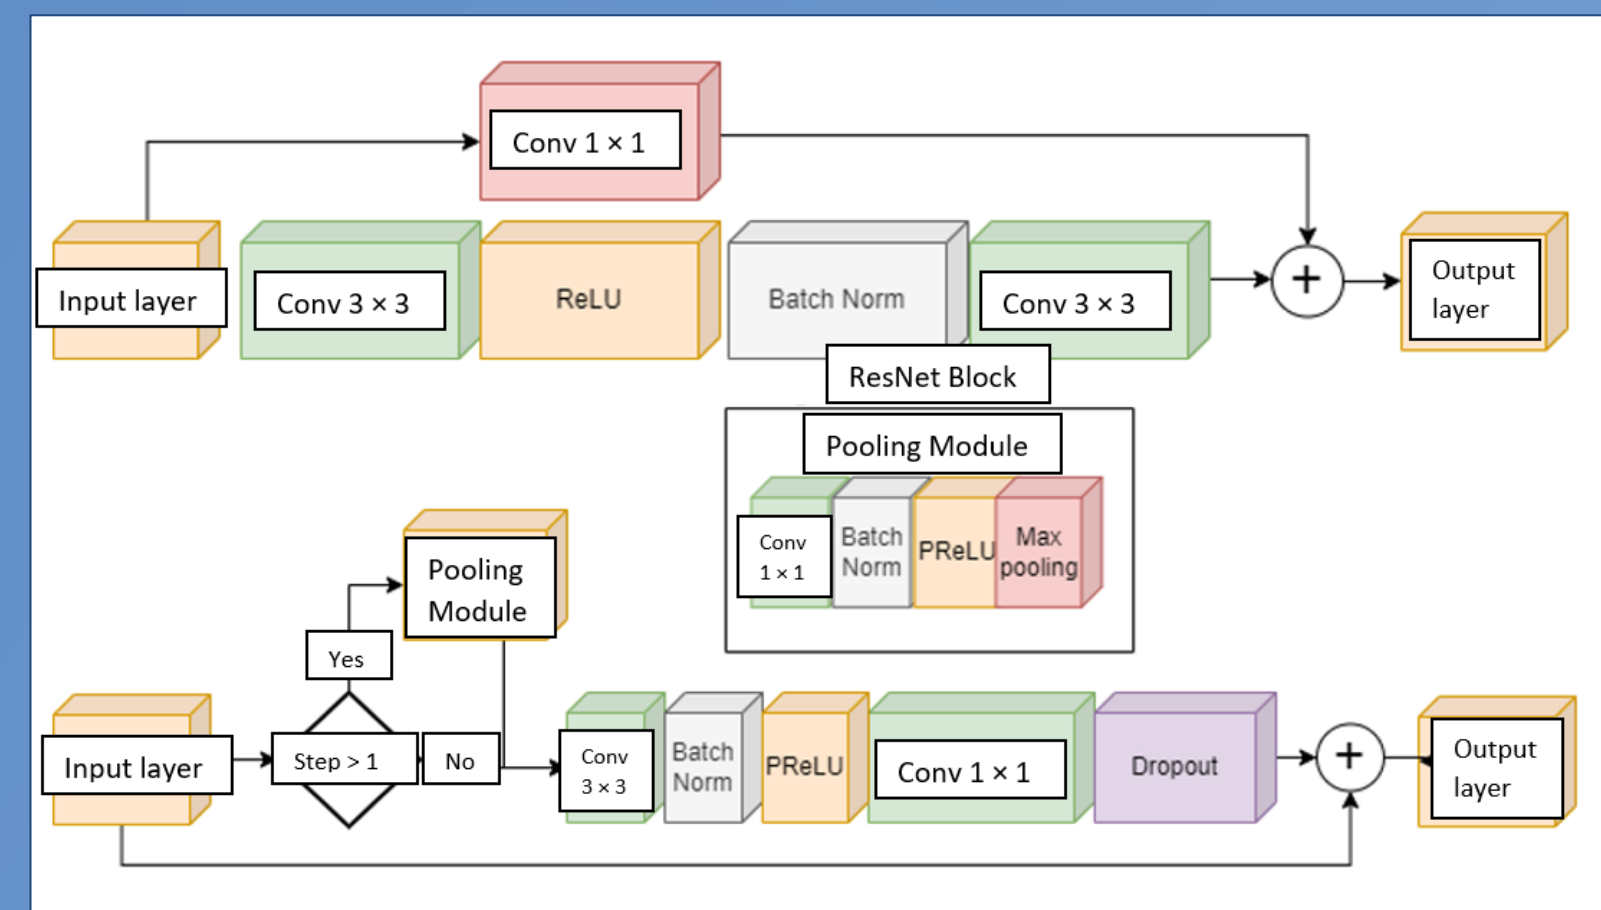 Conv 1 × 1
Input layer
Conv 3 × 3
ReLU
Batch Norm
Conv 3 × 3
Output
layer
ResNet Block
Pooling Module
Conv
1 × 1
Batch
Norm
PReLU
Max
pooling
Pooling
Module
Yes
Input layer
Step > 1
No
Conv
3 × 3
Batch
Norm
PReLU
Conv 1 × 1
Dropout
Output
layer